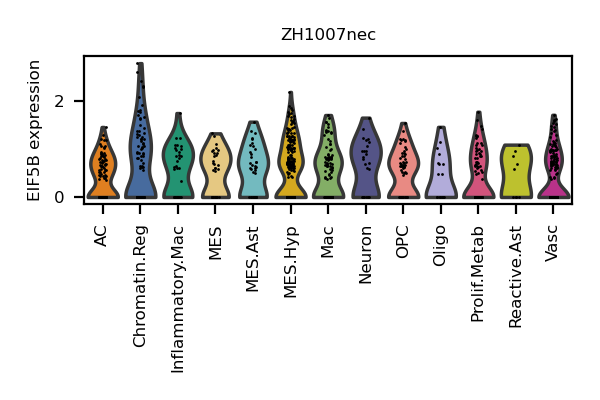 ZH1007nec
EIF5B expression
2
0
AC
Chromatin.Reg
Inflammatory.Mac
MES
MES.Ast
MES.Hyp
Mac
Neuron
OPC
Oligo
Prolif.Metab
Reactive.Ast
Vasc